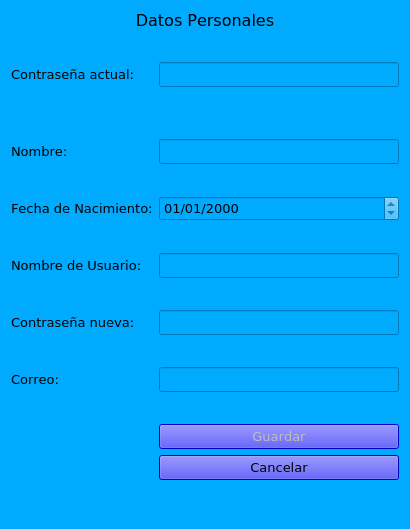 Datos Personales
Contraseña actual:
Nombre:
Fecha de Nacimiento: 01/01/2000
Nombre de Usuario:
Contraseña nueva:
Correo:
Guardar
Cancelar